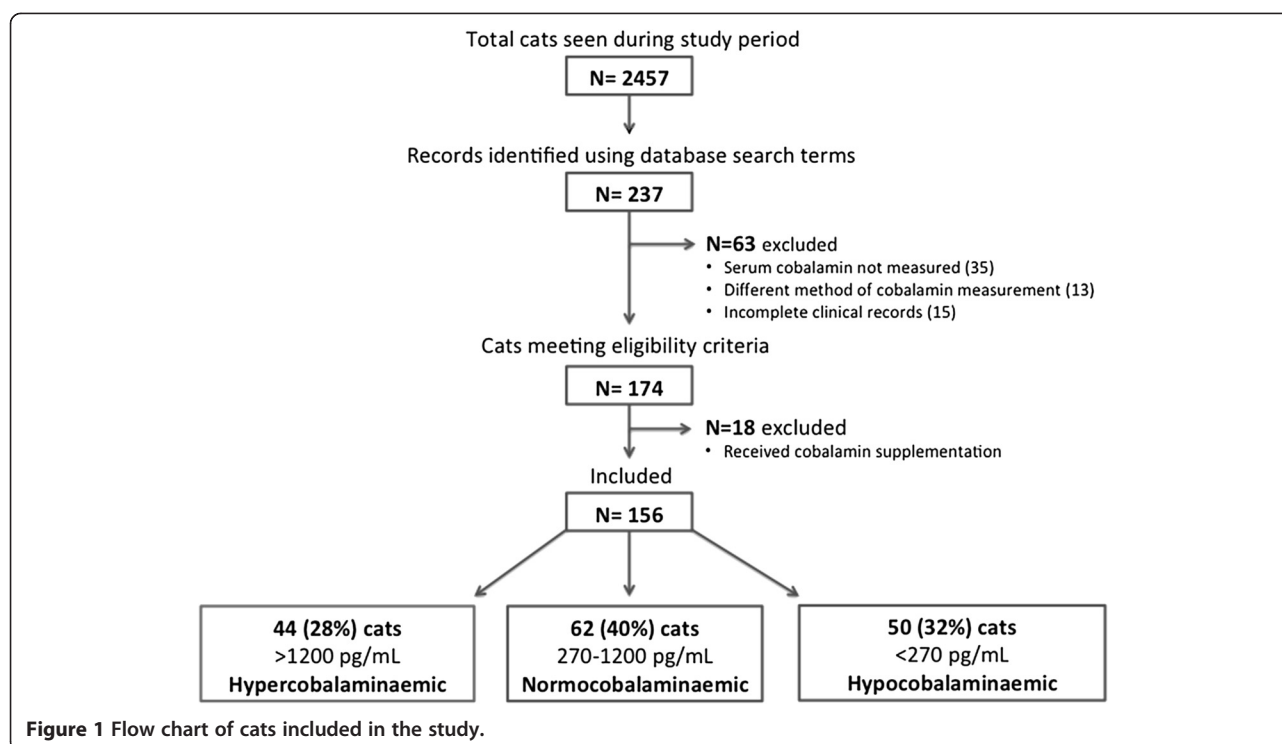 Total cats seen during study period
N= 2457
Records identified using database search terms
N= 237
N=63 excluded
• Serum cobalamin not measured (35)
• Different method of cobalamin measurement (13)
• Incomplete clinical records (15)
Cats meeting eligibility criteria
N= 174
N=18 excluded
• Received cobalamin supplementation
Included
N= 156
44 (28%) cats
>1200 pg/mL
Hypercobalaminaemic
62 (40%) cats
270-1200 pg/mL
Normocobalaminaemic
50 (32%) cats
<270 pg/mL
Hypocobalaminaemic
Figure 1 Flow chart of cats included in the study.